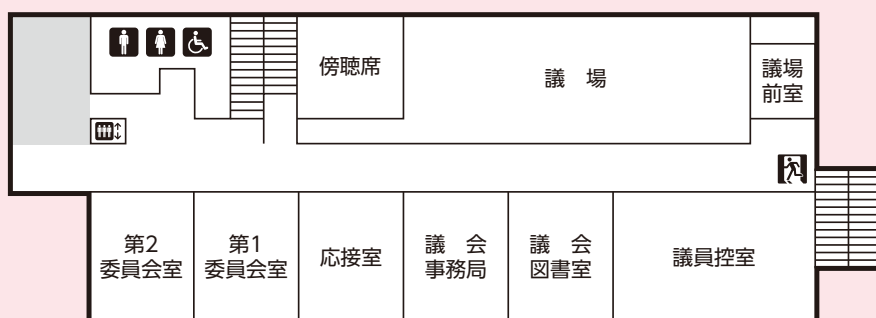 傍聴席
議　場
議場
前室
第2
委員会室
第1
委員会室
応接室
議　会
事務局
議　会
図書室
議員控室